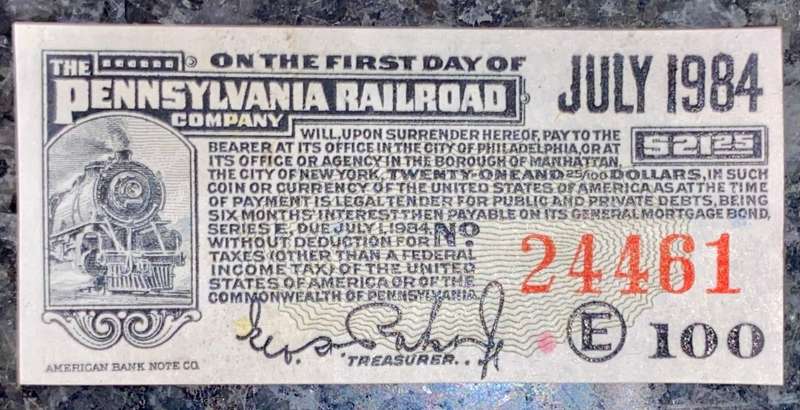 ON THE FIRST DAY OF
JULY 1984
THE
PENNSYLVANIA RAILROAD
COMPANY
WILL, UPON SURRENDER HEREOF, PAY TO THE
BEARER AT ITS OFFICE IN THE CITY OF PHILADELPHIA, OR AT
$21 25
ITS OFFICE OR AGENCY IN THE BOROUGH OF MANHATTAN,
THE CITY OF NEW YORK, TWENTY-ONE AND 25/100 DOLLARS, IN SUCH
COIN OR CURRENCY OF THE UNITED STATES OF AMERICA AS AT THE TIME
OF PAYMENT IS LEGAL TENDER FOR PUBLIC AND PRIVATE DEBTS, BEING
SIX MONTHS' INTEREST THEN PAYABLE ON ITS GENERAL MORTGAGE BOND,
SERIES E, DUE JULY 1, 1984,
WITHOUT DEDUCTION FOR
TAXES (OTHER THAN A FEDERAL
INCOME TAX) OF THE UNITED
STATES OF AMERICA OR OF THE
COMMONWEALTH OF PENNSYLVANIA.
No. 24461
TREASURER..
E 100
AMERICAN BANK NOTE CO.